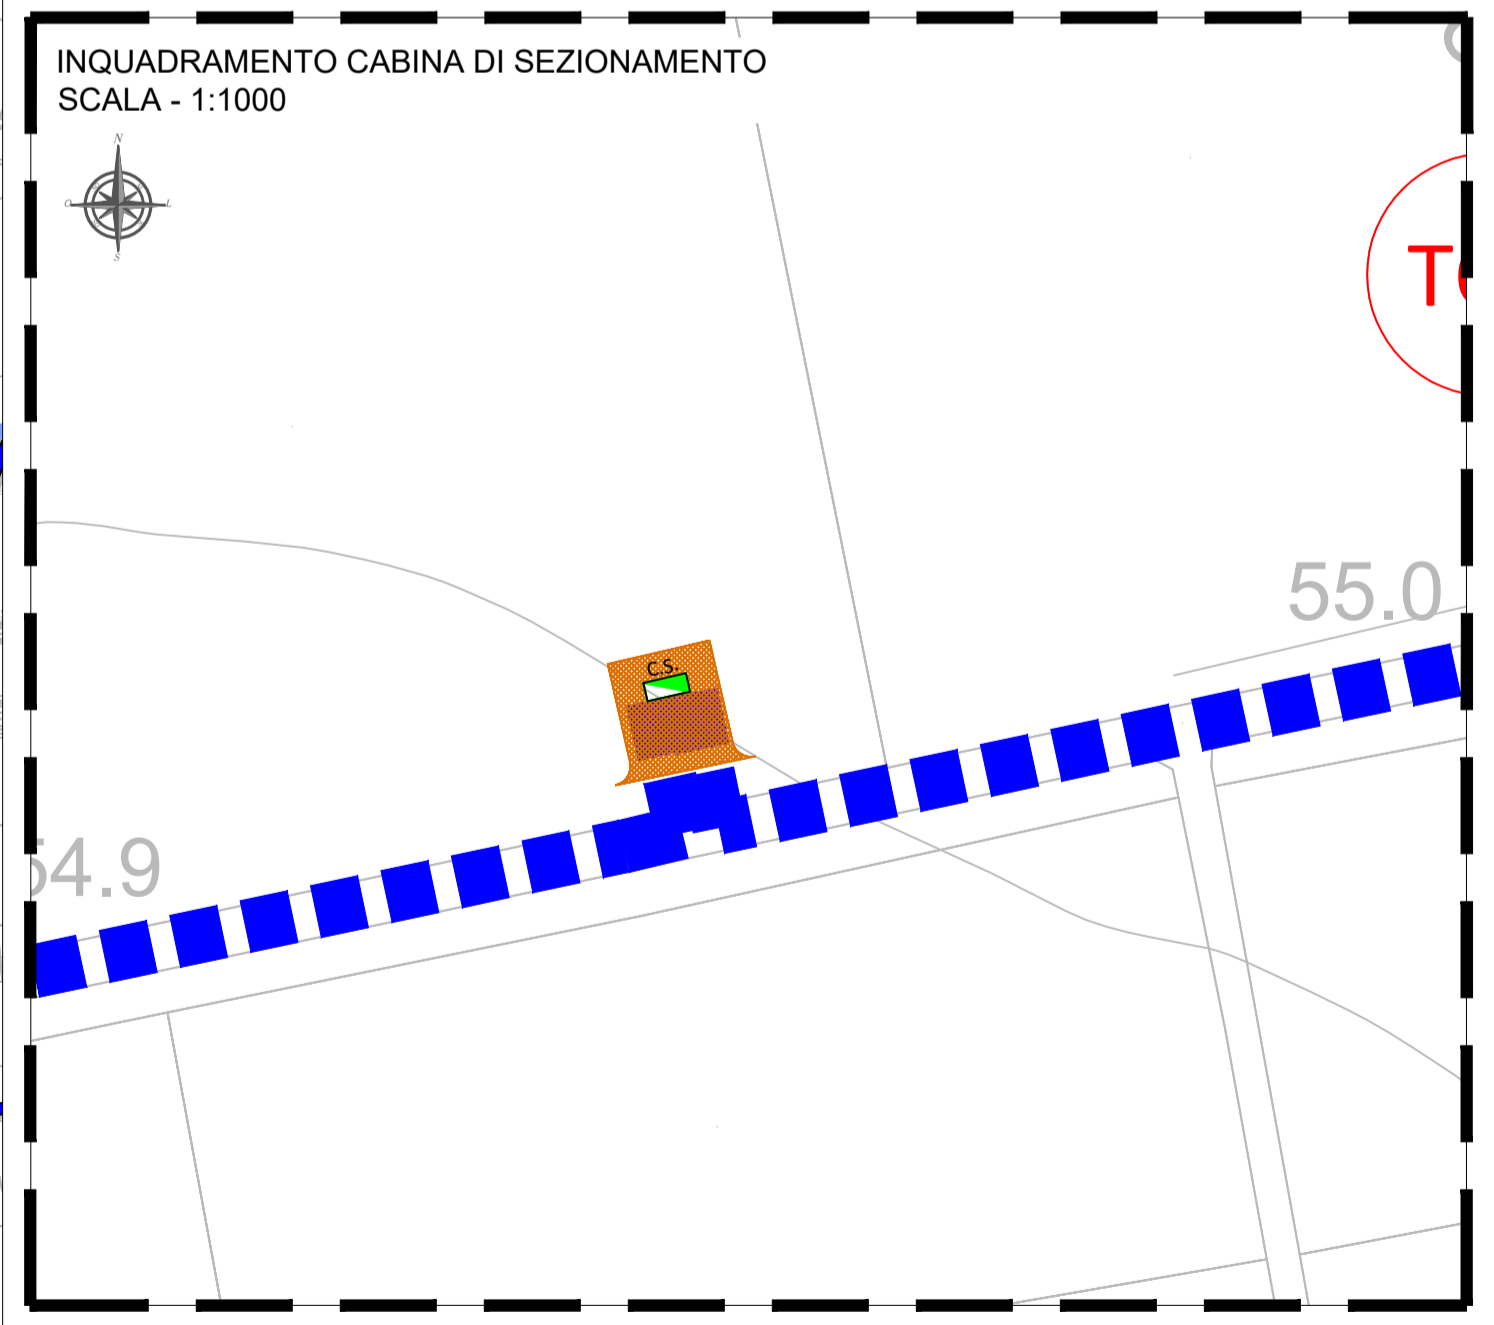 INQUADRAMENTO CABINA DI SEZIONAMENTO
SCALA - 1:1000
N
O
L
S
T
55.0
C.S.
54.9